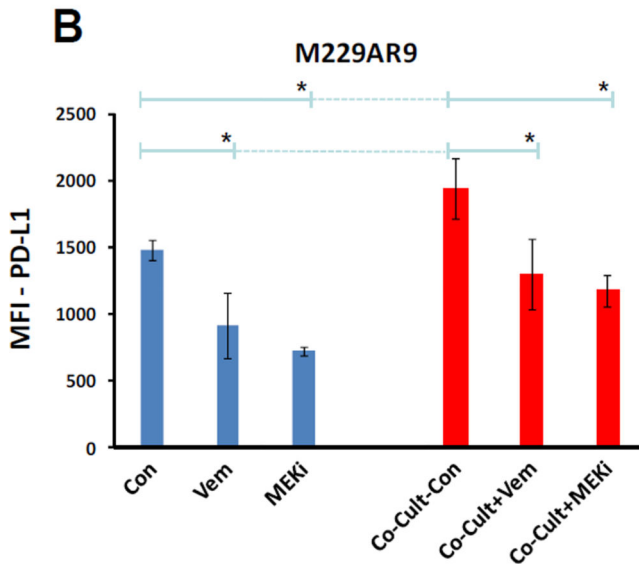 B
M229AR9
* *
* *
MFI - PD-L1
2500
2000
1500
1000
500
0
Con
Vem
MEKi
Co-Cult-Con
Co-Cult+Vem
Co-Cult+MEKi